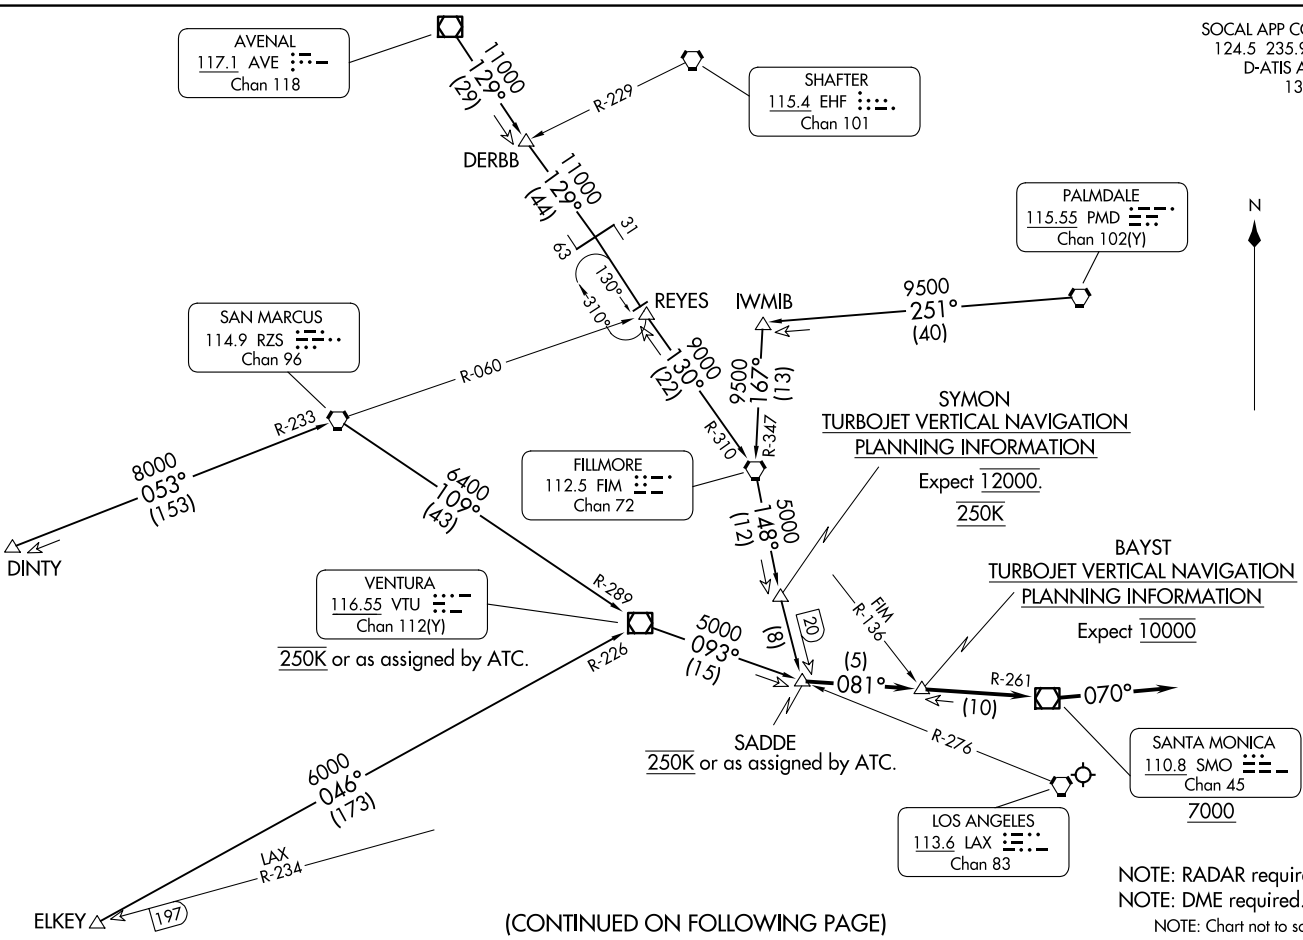 SOCAL APP CO
124.5 235.9
D-ATIS A
13
AVENAL
117.1 AVE
Chan 118
11000
129°
(29)
R-229
SHAFTER
115.4 EHF
Chan 101
DERBB
11000
129°
(44)
PALMDALE
115.55 PMD
Chan 102(Y)
N
31
63
130°
310°
REYES
IWMIB
9500
251°
(40)
SAN MARCUS
114.9 RZS
Chan 96
R-060
9000
130°
(22)
R-310
9500
167°
(13)
R-347
SYMON
TURBOJET VERTICAL NAVIGATION
PLANNING INFORMATION
Expect 12000.
250K
R-233
8000
053°
(153)
DINTY
6400
109°
(43)
R-289
FILLMORE
112.5 FIM
Chan 72
5000
148°
(12)
BAYST
TURBOJET VERTICAL NAVIGATION
PLANNING INFORMATION
Expect 10000
VENTURA
116.55 VTU
Chan 112(Y)
250K or as assigned by ATC.
R-226
5000
093°
(15)
(8)
20
FIM
R-136
(5)
081°
R-261
(10)
070°
SADDE
250K or as assigned by ATC.
R-276
SANTA MONICA
110.8 SMO
Chan 45
7000
6000
046°
(173)
LOS ANGELES
113.6 LAX
Chan 83
LAX
R-234
197
ELKEY
(CONTINUED ON FOLLOWING PAGE)
NOTE: RADAR require
NOTE: DME required.
NOTE: Chart not to sc